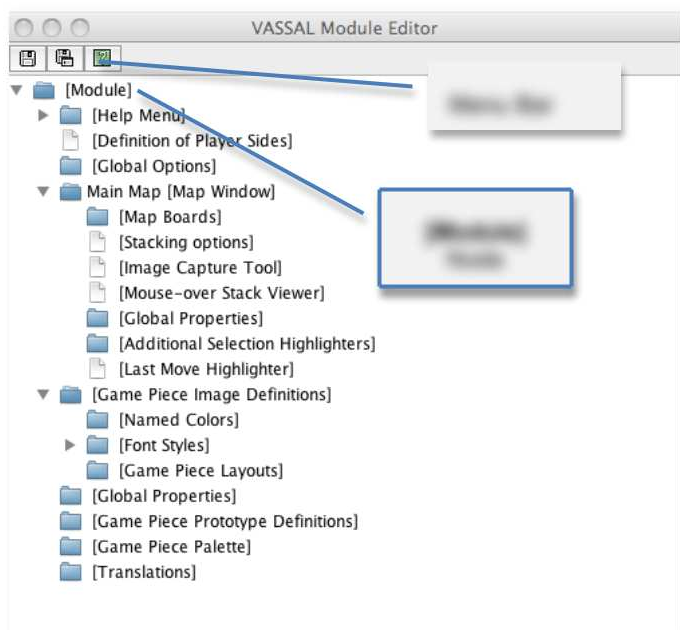 VASSAL Module Editor
[Module]
[Help Menu]
[Definition of Player Sides]
[Global Options]
Main Map [Map Window]
[Map Boards]
[Stacking options]
[Image Capture Tool]
[Mouse-over Stack Viewer]
[Global Properties]
[Additional Selection Highlighters]
[Last Move Highlighter]
[Game Piece Image Definitions]
[Named Colors]
[Font Styles]
[Game Piece Layouts]
[Global Properties]
[Game Piece Prototype Definitions]
[Game Piece Palette]
[Translations]